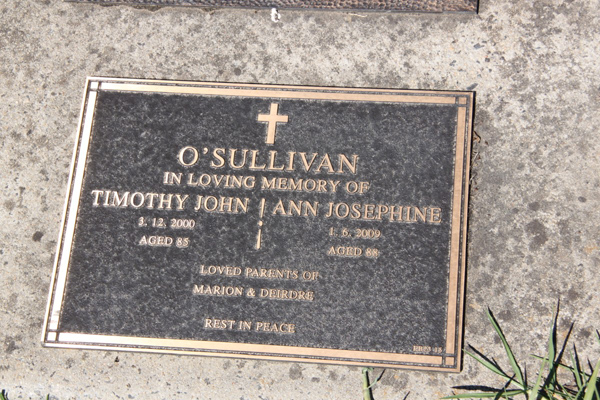 O'SULLIVAN
IN LOVING MEMORY OF
TIMOTHY JOHN ANN JOSEPHINE
3. 12. 2000 1. 6. 2009
AGED 85 AGED 88
LOVED PARENTS OF
MARION & DEIRDRE
REST IN PEACE